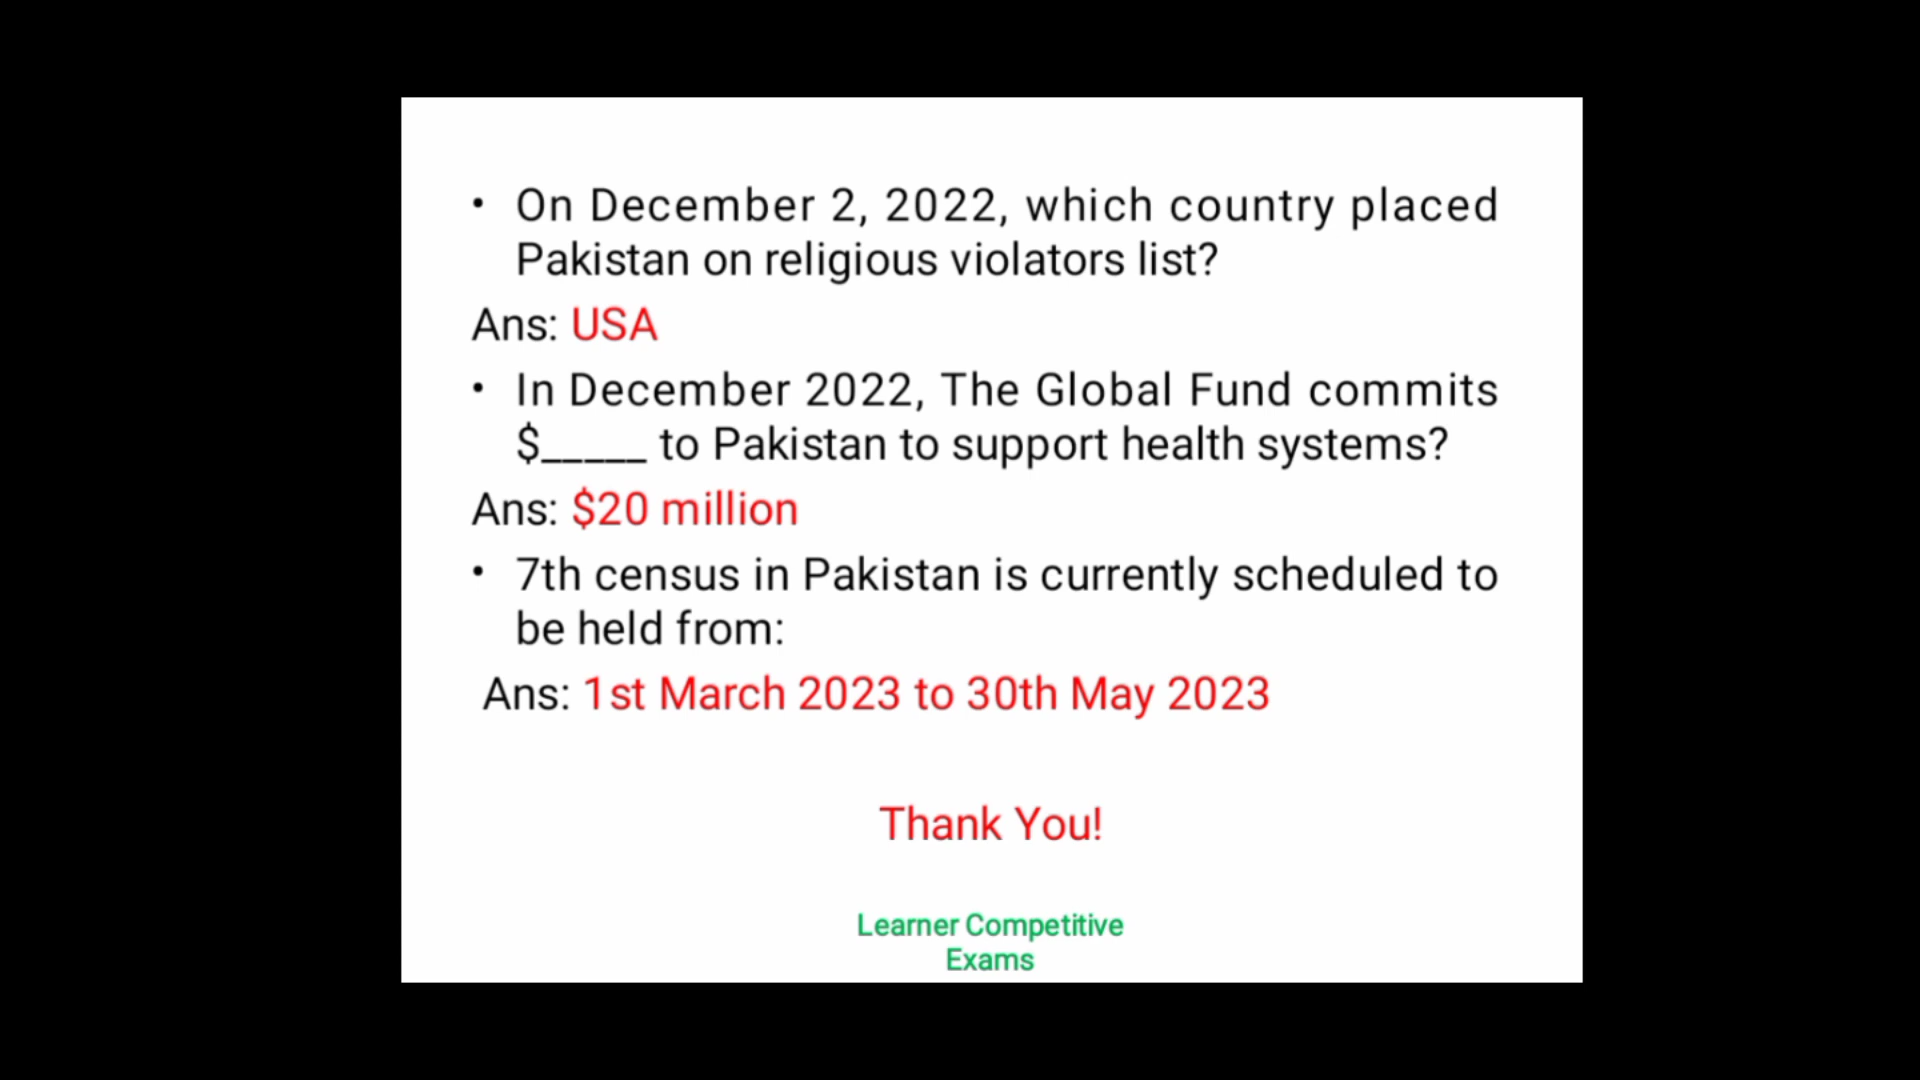 • On December 2, 2022, which country placed
Pakistan on religious violators list?
Ans: USA
• In December 2022, The Global Fund commits
$_____ to Pakistan to support health systems?
Ans: $20 million
• 7th census in Pakistan is currently scheduled to
be held from:
Ans: 1st March 2023 to 30th May 2023
Thank You!
Learner Competitive
Exams